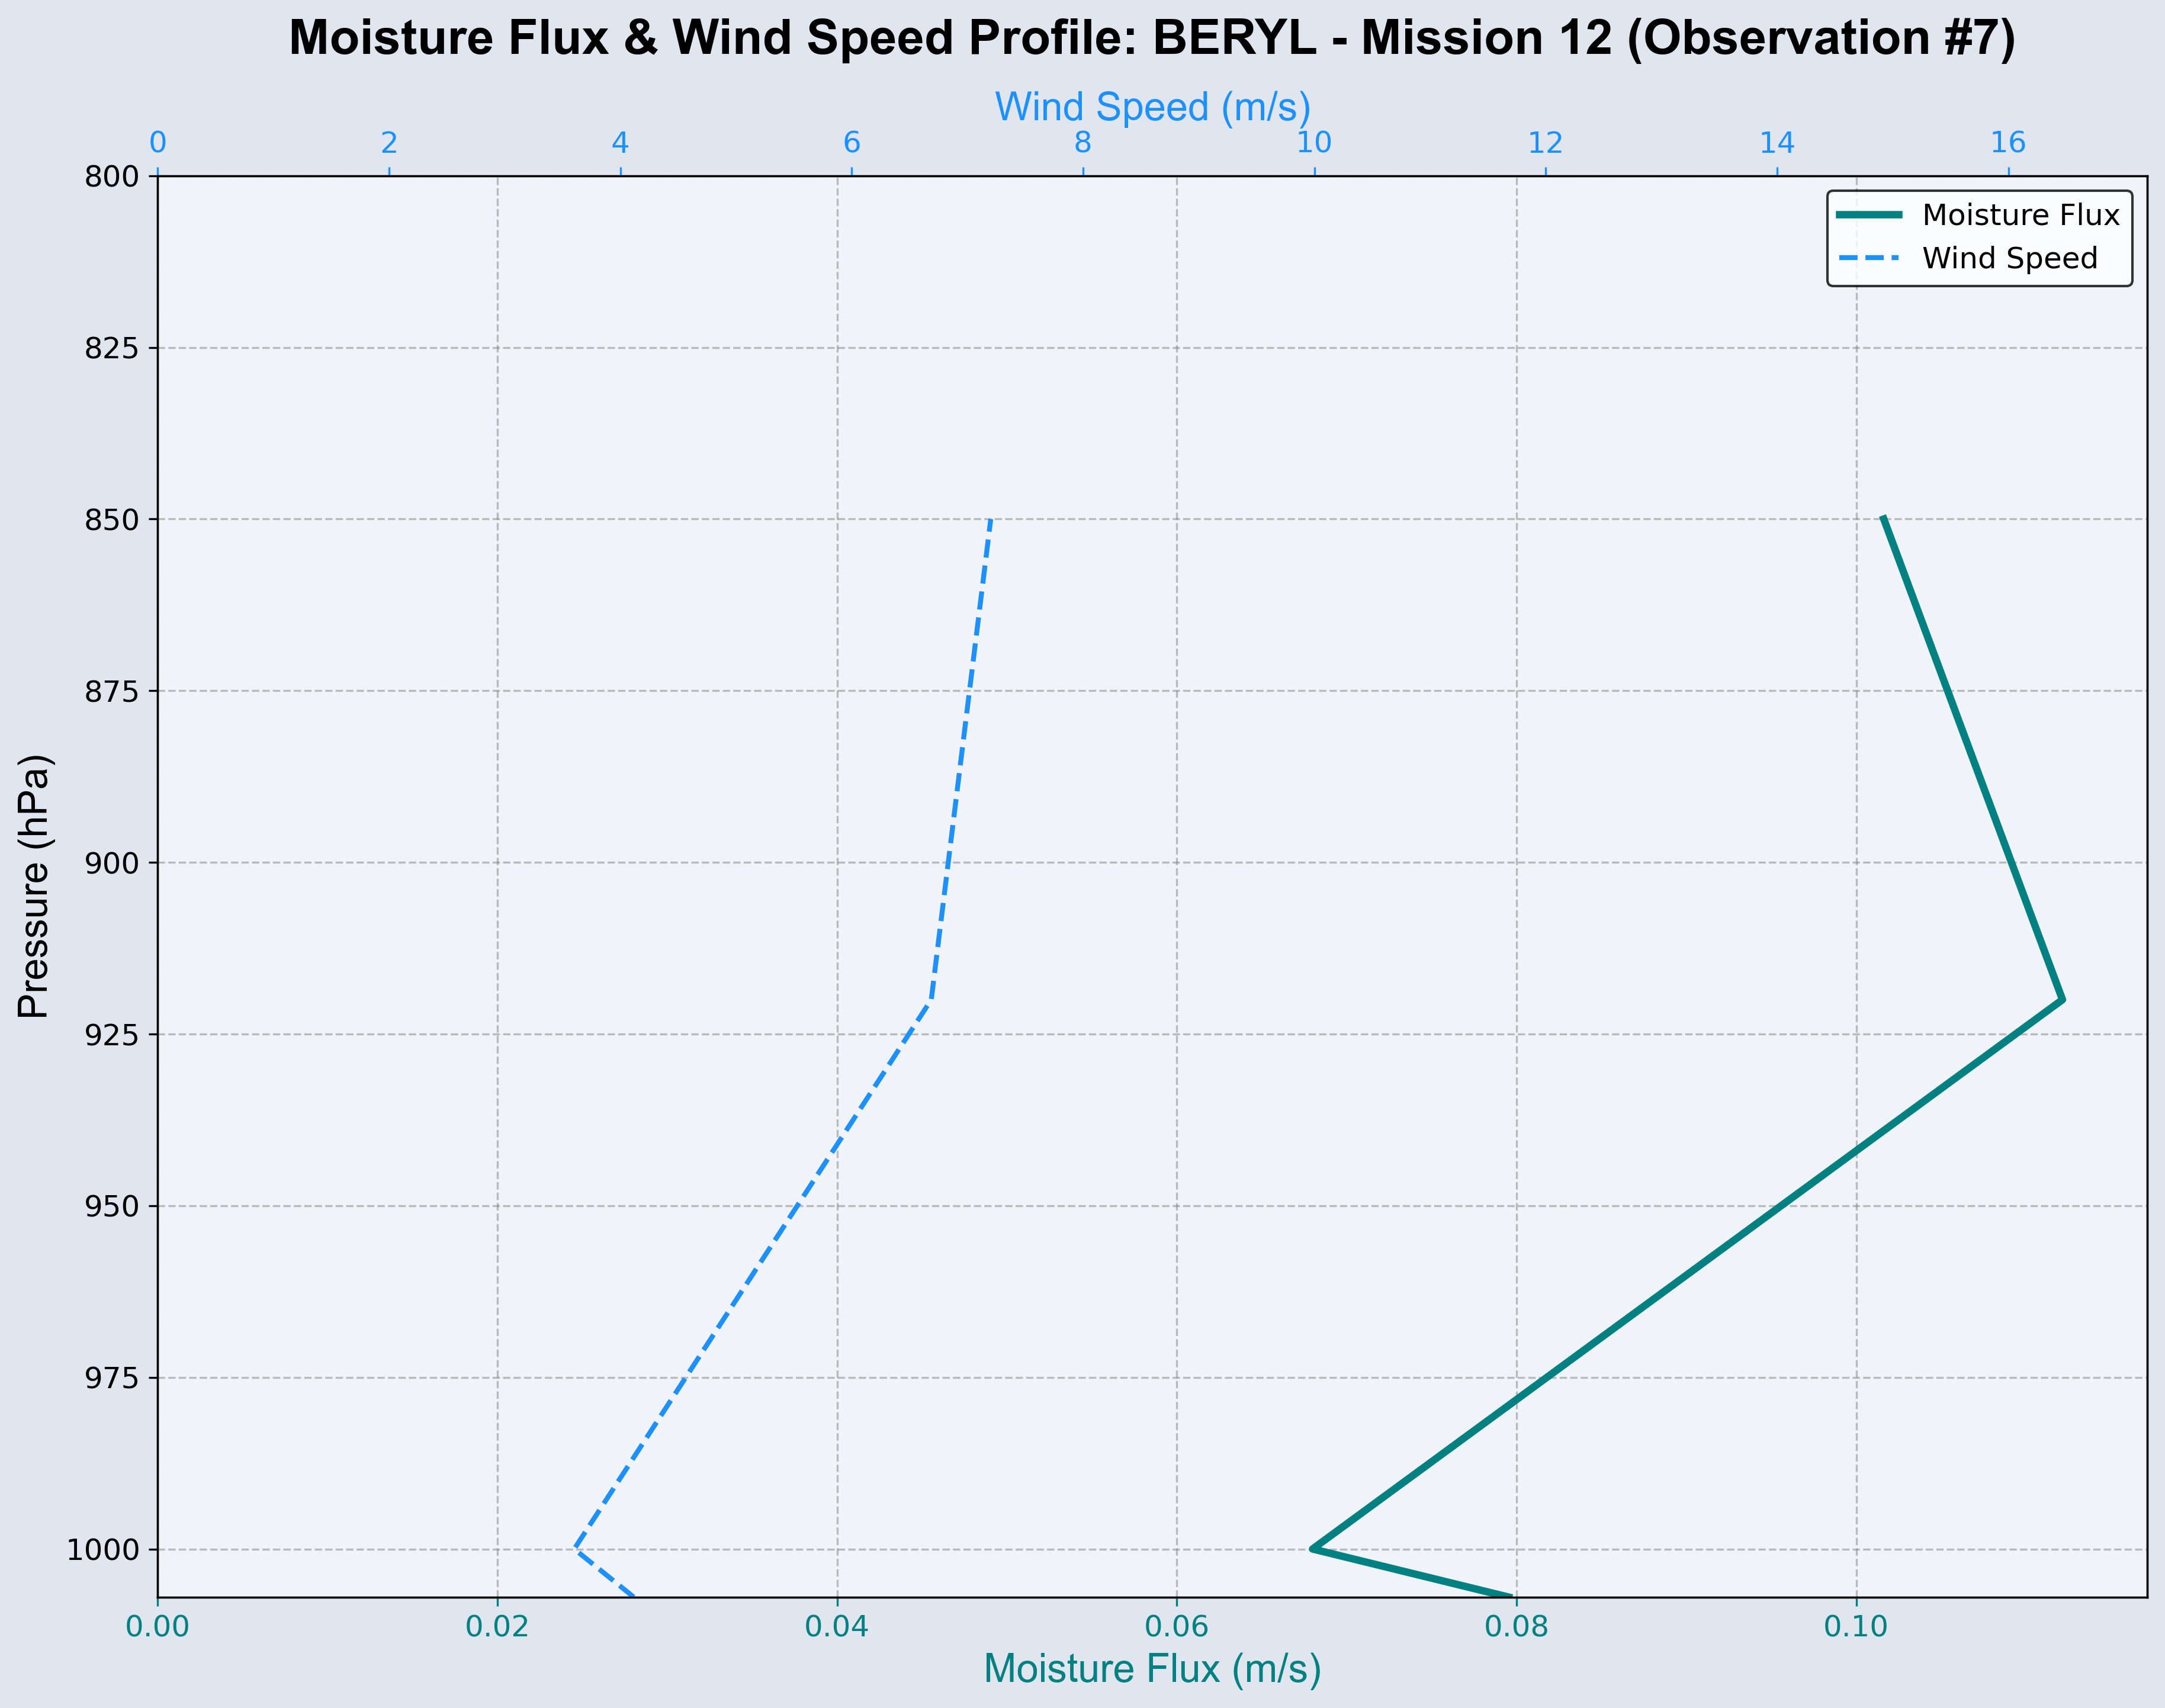 Moisture Flux & Wind Speed Profile: BERYL - Mission 12 (Observation #7)
Wind Speed (m/s)
0 2 4 6 8 10 12 14 16
Moisture Flux
Wind Speed
800
825
850
875
900
925
950
975
1000
Pressure (hPa)
0.00 0.02 0.04 0.06 0.08 0.10
Moisture Flux (m/s)